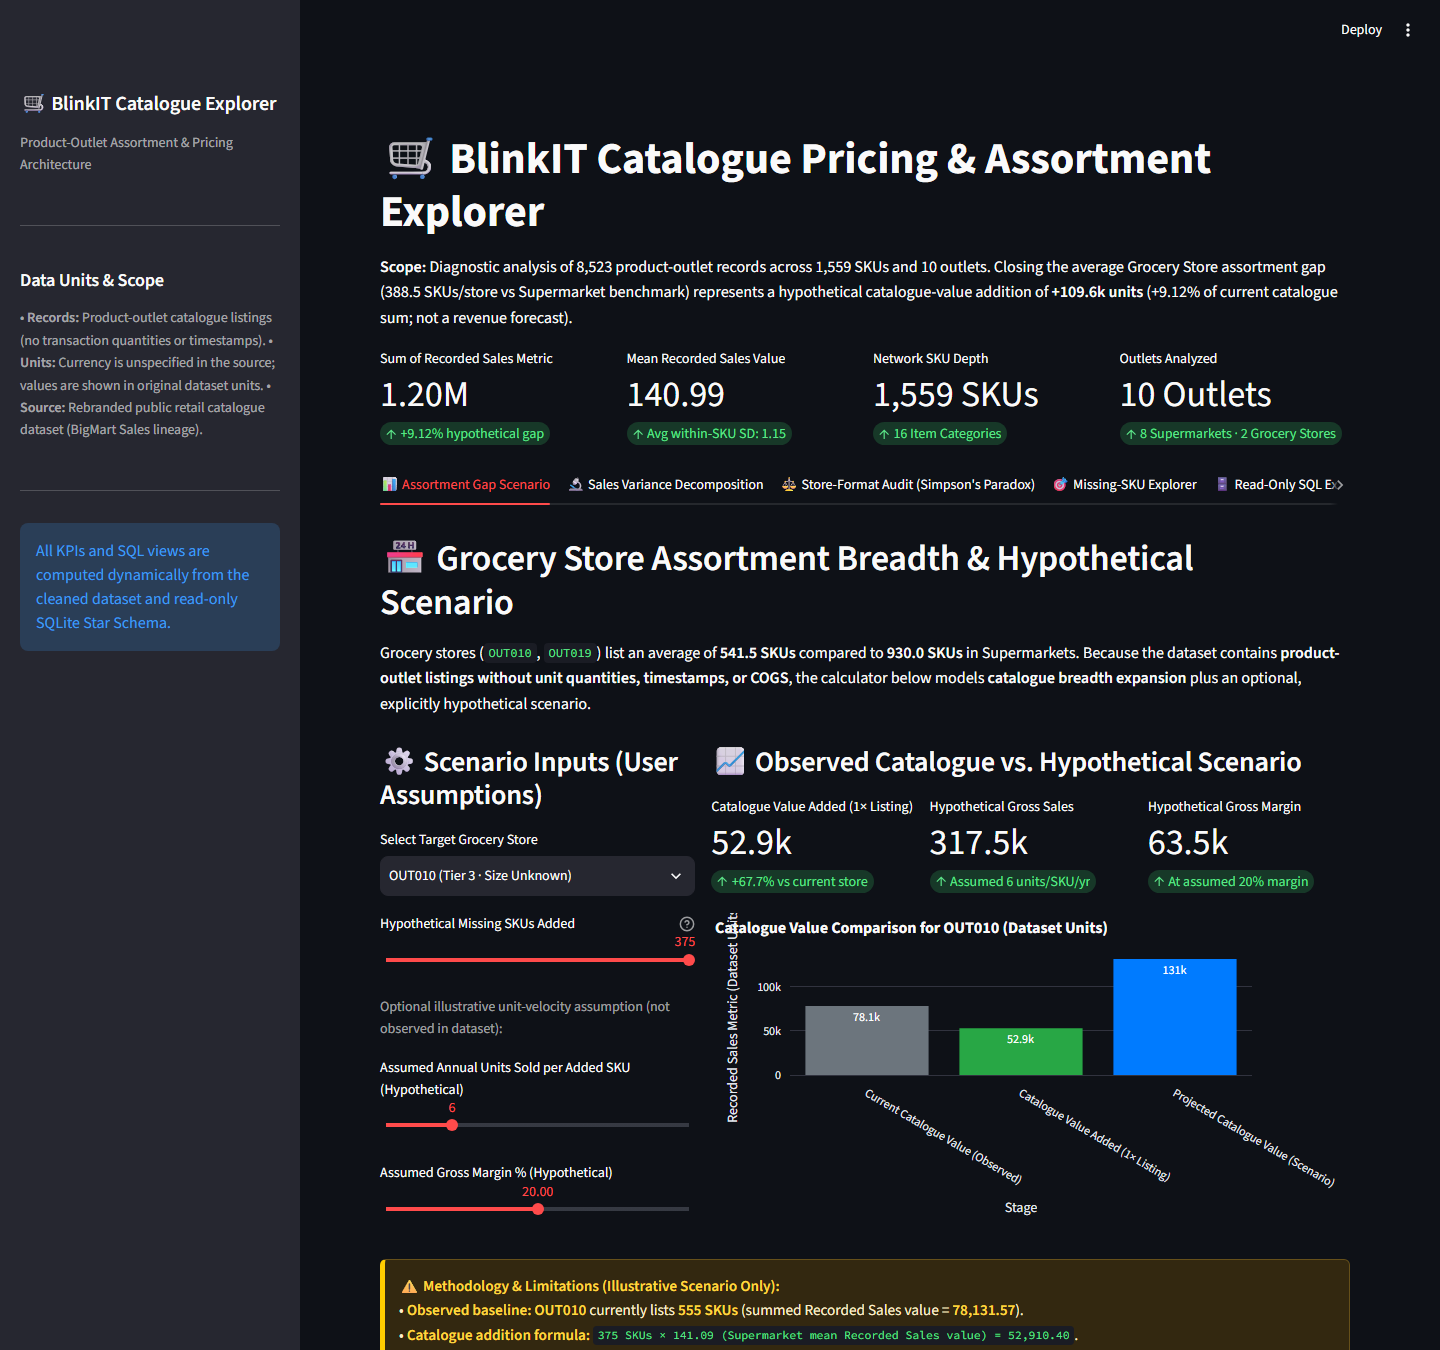 Deploy
BlinkIT Catalogue Explorer
Product-Outlet Assortment & Pricing
Architecture
Data Units & Scope
• Records: Product-outlet catalogue listings
(no transaction quantities or timestamps). •
Units: Currency is unspecified in the source;
values are shown in original dataset units. •
Source: Rebranded public retail catalogue
dataset (BigMart Sales lineage).
All KPIs and SQL views are
computed dynamically from the
cleaned dataset and read-only
SQLite Star Schema.
BlinkIT Catalogue Pricing & Assortment
Explorer
Scope: Diagnostic analysis of 8,523 product-outlet records across 1,559 SKUs and 10 outlets. Closing the average Grocery Store assortment gap
(388.5 SKUs/store vs Supermarket benchmark) represents a hypothetical catalogue-value addition of +109.6k units (+9.12% of current catalogue
sum; not a revenue forecast).
Sum of Recorded Sales Metric
1.20M
↑ +9.12% hypothetical gap
Mean Recorded Sales Value
140.99
↑ Avg within-SKU SD: 1.15
Network SKU Depth
1,559 SKUs
↑ 16 Item Categories
Outlets Analyzed
10 Outlets
↑ 8 Supermarkets · 2 Grocery Stores
Assortment Gap Scenario
Sales Variance Decomposition
Store-Format Audit (Simpson's Paradox)
Missing-SKU Explorer
Read-Only SQL Ex
24H
Grocery Store Assortment Breadth & Hypothetical
Scenario
Grocery stores ( OUT010 , OUT019 ) list an average of 541.5 SKUs compared to 930.0 SKUs in Supermarkets. Because the dataset contains product-
outlet listings without unit quantities, timestamps, or COGS, the calculator below models catalogue breadth expansion plus an optional,
explicitly hypothetical scenario.
Scenario Inputs (User
Assumptions)
Select Target Grocery Store
OUT010 (Tier 3 · Size Unknown)
Hypothetical Missing SKUs Added
375
Optional illustrative unit-velocity assumption (not
observed in dataset):
Assumed Annual Units Sold per Added SKU
(Hypothetical)
6
Assumed Gross Margin % (Hypothetical)
20.00
Observed Catalogue vs. Hypothetical Scenario
Catalogue Value Added (1× Listing)
52.9k
↑ +67.7% vs current store
Hypothetical Gross Sales
317.5k
↑ Assumed 6 units/SKU/yr
Hypothetical Gross Margin
63.5k
↑ At assumed 20% margin
Catalogue Value Comparison for OUT010 (Dataset Units)
Recorded Sales Metric (Dataset Units
100k
50k
0
78.1k
52.9k
131k
Current Catalogue Value (Observed)
Catalogue Value Added (1× Listing)
Projected Catalogue Value (Scenario)
Stage
Methodology & Limitations (Illustrative Scenario Only):
• Observed baseline: OUT010 currently lists 555 SKUs (summed Recorded Sales value = 78,131.57).
• Catalogue addition formula: 375 SKUs × 141.09 (Supermarket mean Recorded Sales value) = 52,910.40 .